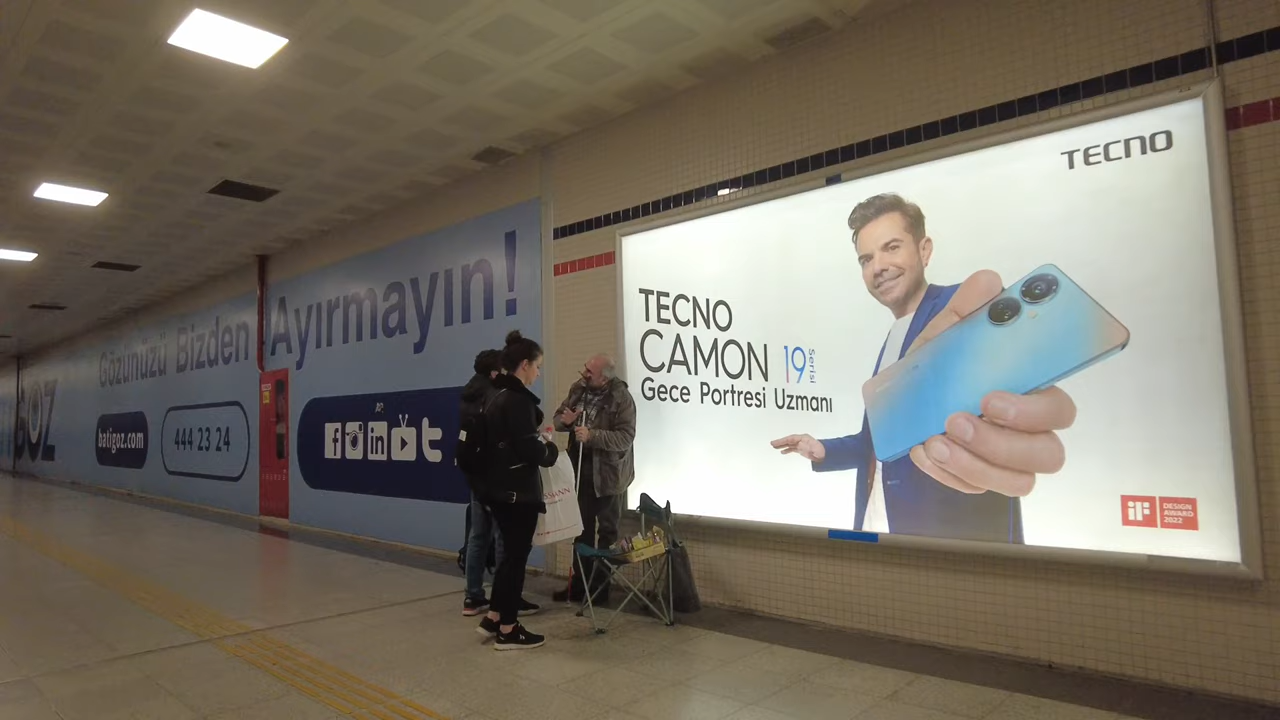 Gözünüzü Bizden Ayırmayın!
GÖZ
batigoz.com
444 23 24
TECNO
TECNO
CAMON 19 Serisi
Gece Portresi Uzmanı
iF
DESIGN
AWARD
2022